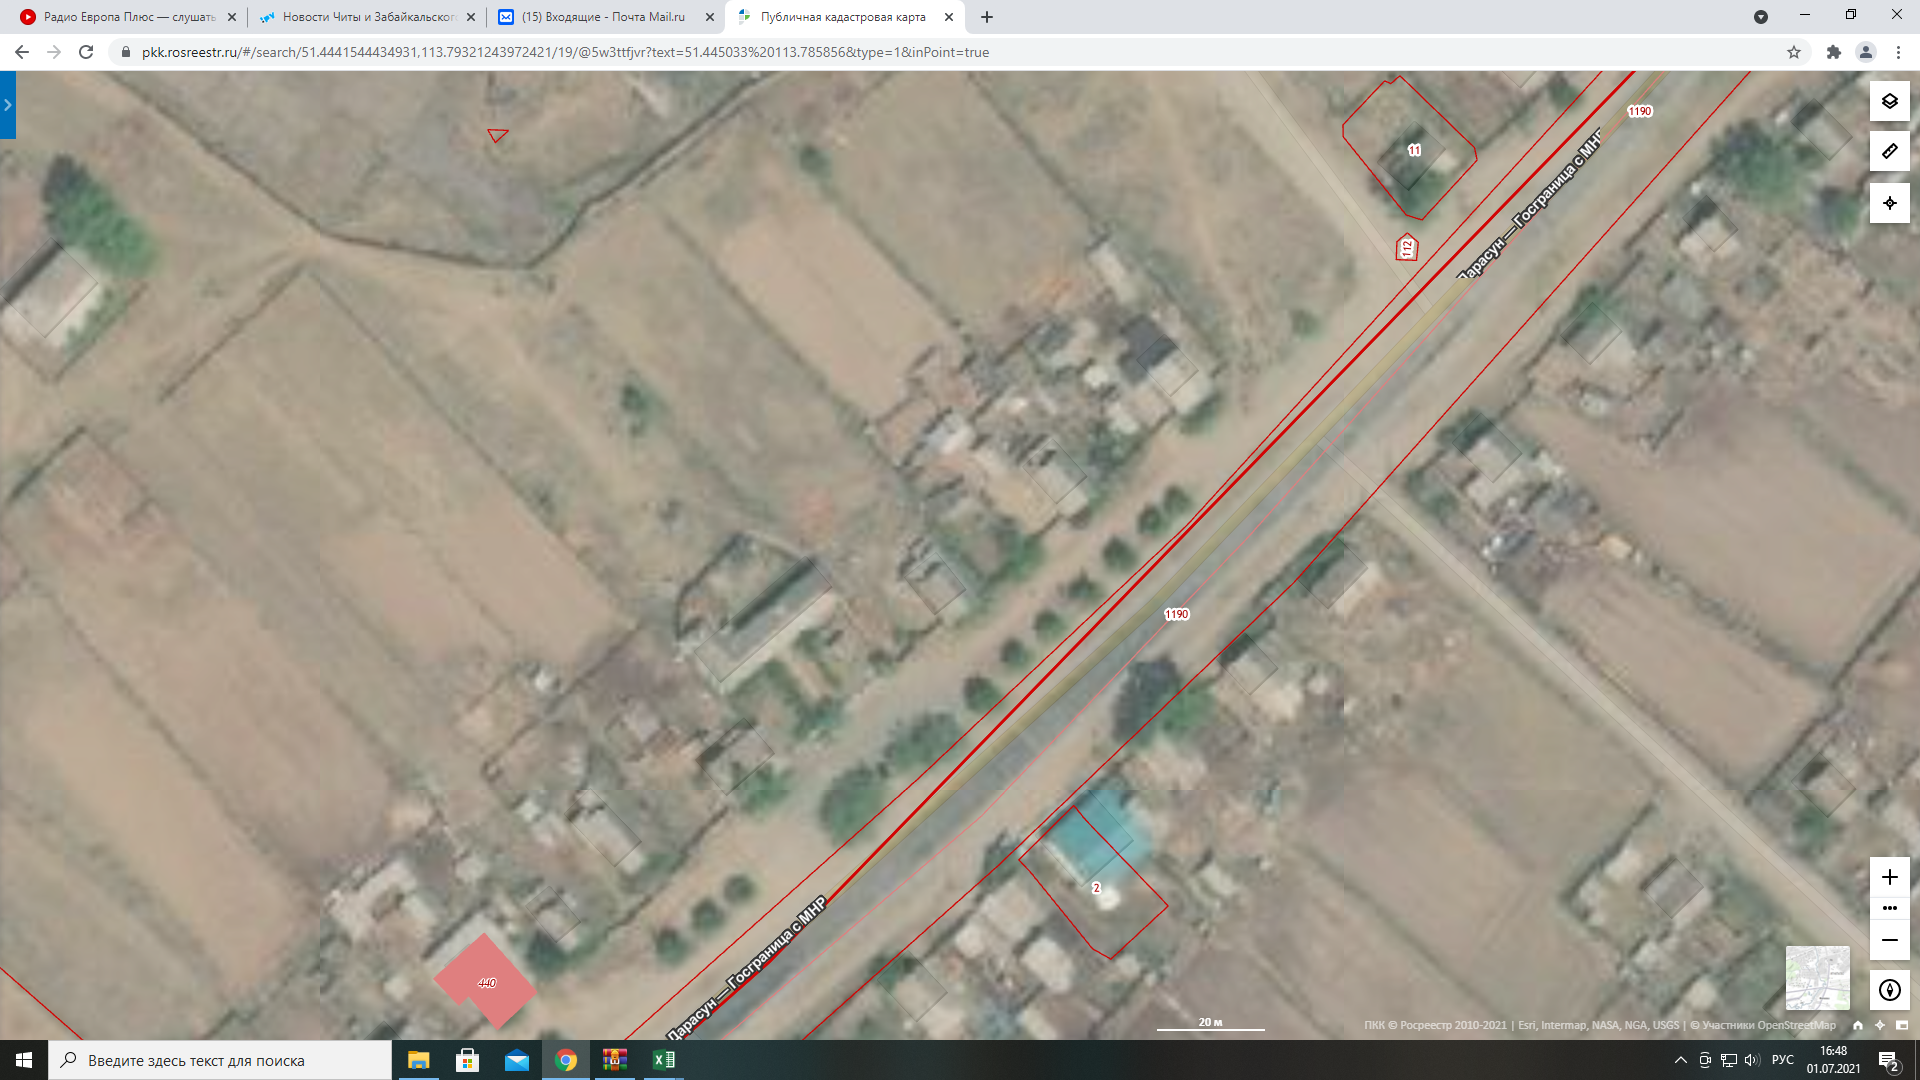 Радио Европа Плюс — слушать
Новости Читы и Забайкальског
(15) Входящие - Почта Mail.ru
Публичная кадастровая карта
pkk.rosreestr.ru/#/search/51.4441544434931,113.79321243972421/19/@5w3ttfjvr?text=51.445033%20113.785856&type=1&inPoint=true
1190
11
112
Дарасун — Госграница с МНР
1190
2
440
Дарасун — Госграница с МНР
20 м
ПКК © Росреестр 2010-2021 | Esri, Intermap, NASA, NGA, USGS | © Участники OpenStreetMap
Введите здесь текст для поиска
РУС
16:48
01.07.2021
2